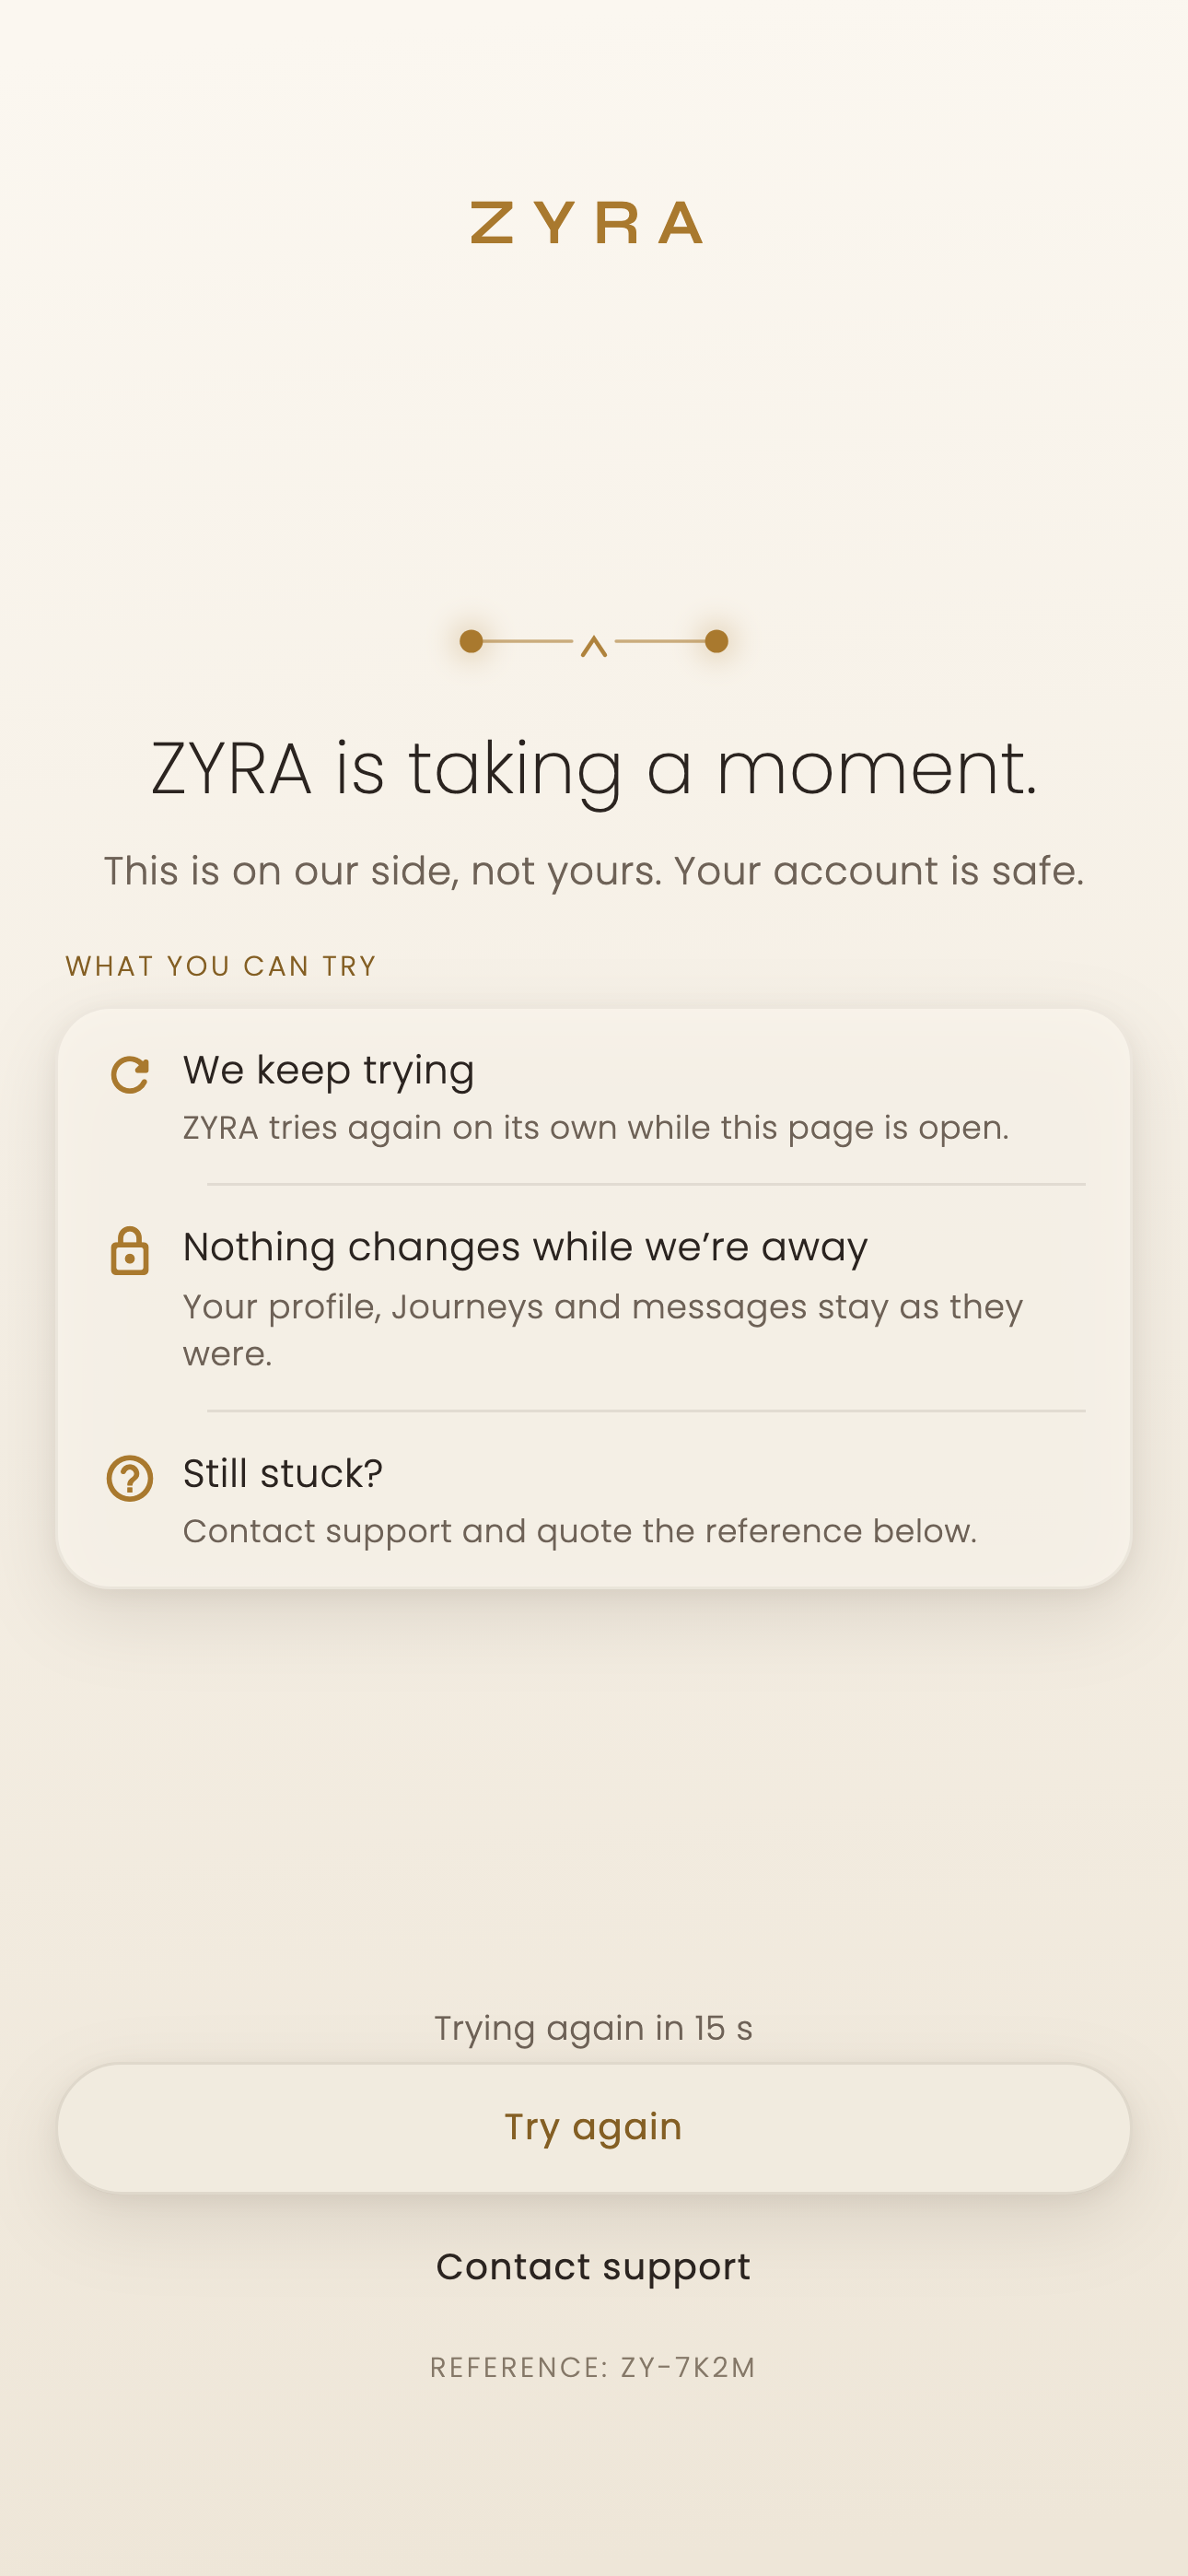 ZYRA
ZYRA is taking a moment.
This is on our side, not yours. Your account is safe.
WHAT YOU CAN TRY
We keep trying
ZYRA tries again on its own while this page is open.
Nothing changes while we’re away
Your profile, Journeys and messages stay as they
were.
Still stuck?
Contact support and quote the reference below.
Trying again in 15 s
Try again
Contact support
REFERENCE: ZY-7K2M